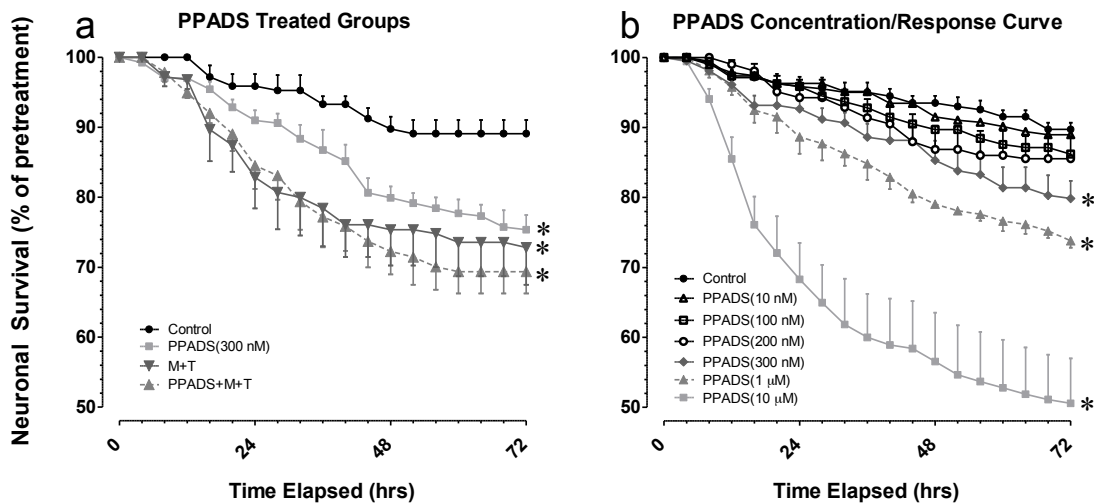 a
PPADS Treated Groups
Neuronal Survival (% of pretreatment)
100
90
80
70
60
50
Control
PPADS(300 nM)
M+T
PPADS+M+T
*
*
*
0
24
48
72
Time Elapsed (hrs)
b
PPADS Concentration/Response Curve
100
90
80
70
60
50
Control
PPADS(10 nM)
PPADS(100 nM)
PPADS(200 nM)
PPADS(300 nM)
PPADS(1 μM)
PPADS(10 μM)
*
*
*
0
24
48
72
Time Elapsed (hrs)